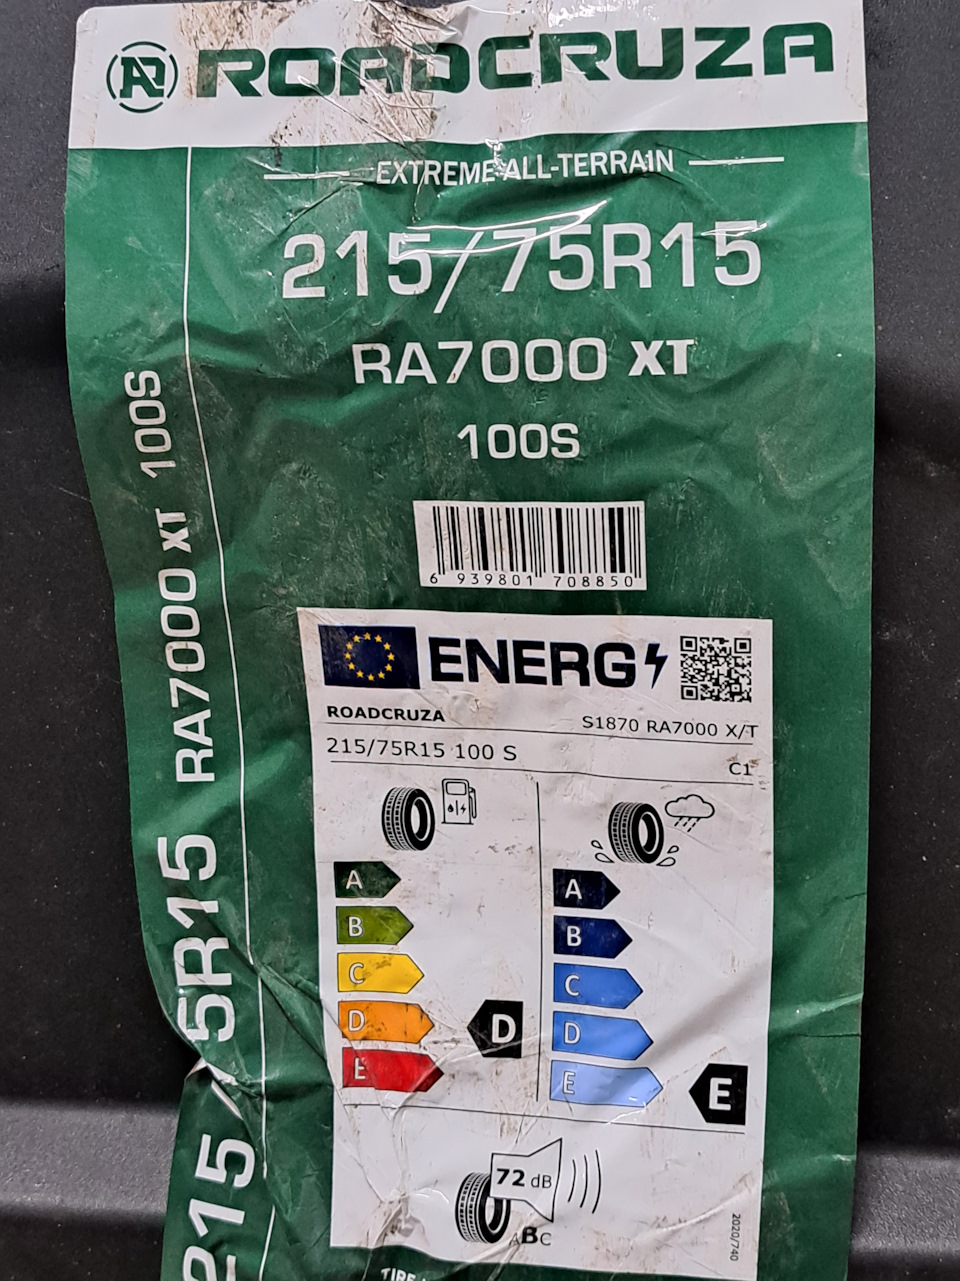 ROADCRUZA
EXTREME ALL-TERRAIN
215/75R15
RA7000 XT
100S
6 939801 708850
ENERG
ROADCRUZA
S1870 RA7000 X/T
215/75R15 100 S
C1
A
B
C
D
E
D
A
B
C
D
E
E
72 dB
ABC
2020/740
215/75R15 RA7000 XT 100S